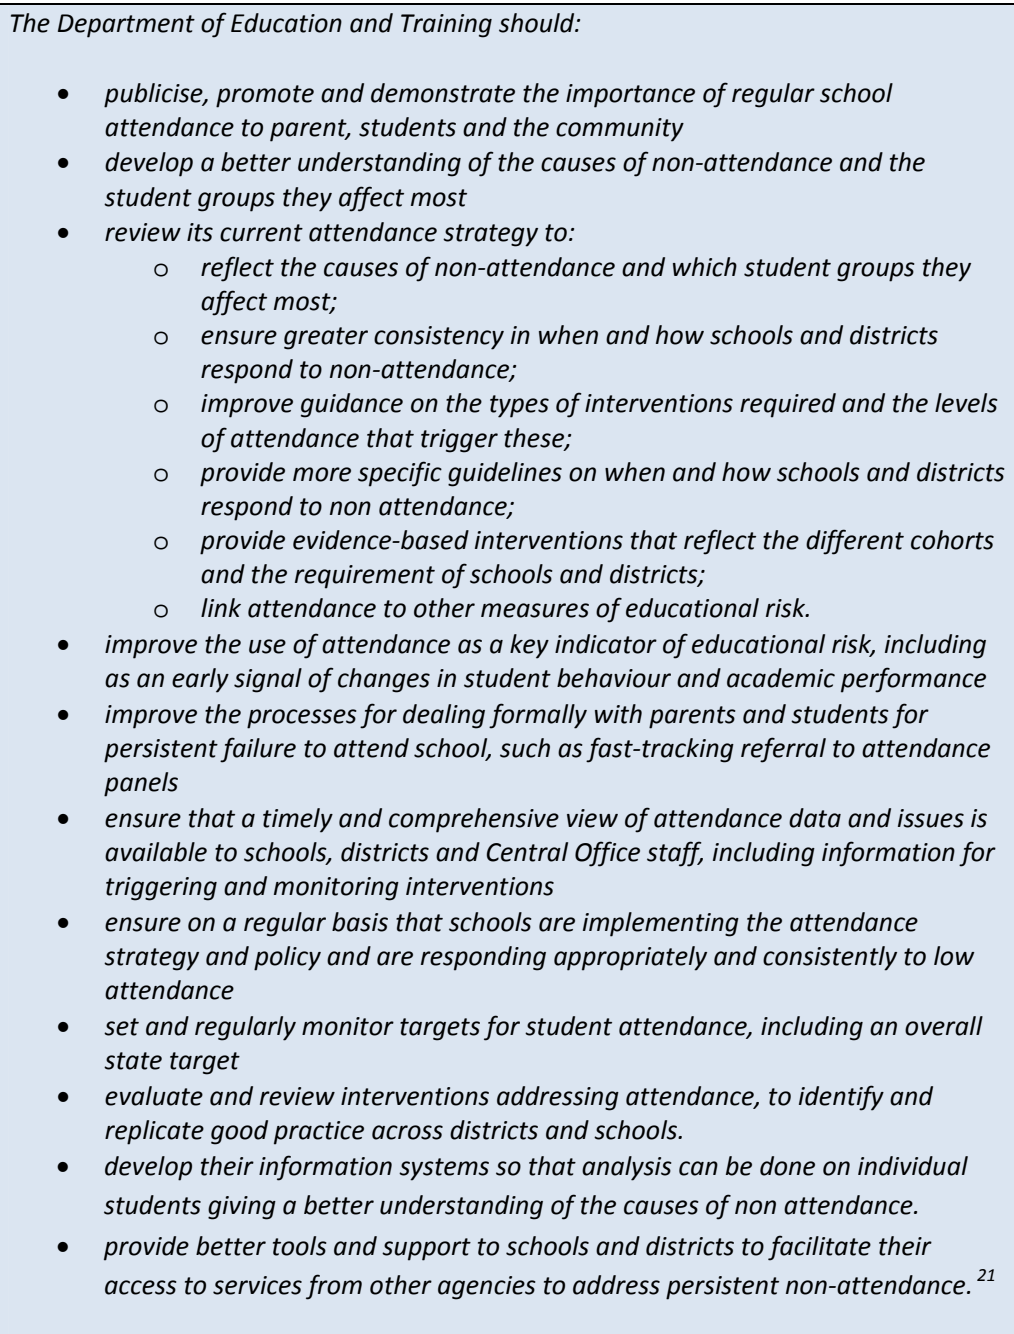 The Department of Education and Training should:
• publicise, promote and demonstrate the importance of regular school
attendance to parent, students and the community
• develop a better understanding of the causes of non-attendance and the
student groups they affect most
• review its current attendance strategy to:
o reflect the causes of non-attendance and which student groups they
affect most;
o ensure greater consistency in when and how schools and districts
respond to non-attendance;
o improve guidance on the types of interventions required and the levels
of attendance that trigger these;
o provide more specific guidelines on when and how schools and districts
respond to non attendance;
o provide evidence-based interventions that reflect the different cohorts
and the requirement of schools and districts;
o link attendance to other measures of educational risk.
• improve the use of attendance as a key indicator of educational risk, including
as an early signal of changes in student behaviour and academic performance
• improve the processes for dealing formally with parents and students for
persistent failure to attend school, such as fast-tracking referral to attendance
panels
• ensure that a timely and comprehensive view of attendance data and issues is
available to schools, districts and Central Office staff, including information for
triggering and monitoring interventions
• ensure on a regular basis that schools are implementing the attendance
strategy and policy and are responding appropriately and consistently to low
attendance
• set and regularly monitor targets for student attendance, including an overall
state target
• evaluate and review interventions addressing attendance, to identify and
replicate good practice across districts and schools.
• develop their information systems so that analysis can be done on individual
students giving a better understanding of the causes of non attendance.
• provide better tools and support to schools and districts to facilitate their
access to services from other agencies to address persistent non-attendance. 21